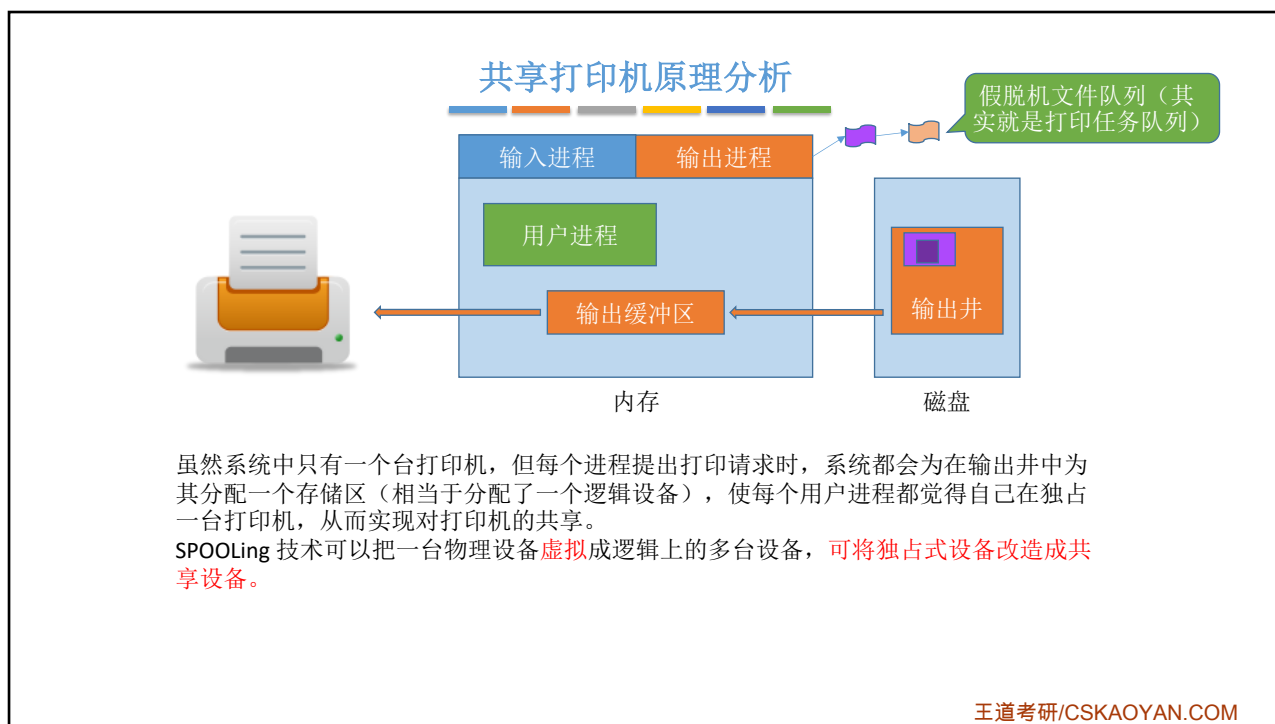 共享打印机原理分析
假脱机文件队列（其
实就是打印任务队列）
输入进程
输出进程
用户进程
输出缓冲区
输出井
内存
磁盘
虽然系统中只有一个台打印机，但每个进程提出打印请求时，系统都会为在输出井中为
其分配一个存储区（相当于分配了一个逻辑设备），使每个用户进程都觉得自己在独占
一台打印机，从而实现对打印机的共享。
SPOOLing 技术可以把一台物理设备虚拟成逻辑上的多台设备，可将独占式设备改造成共
享设备。
王道考研/CSKAOYAN.COM